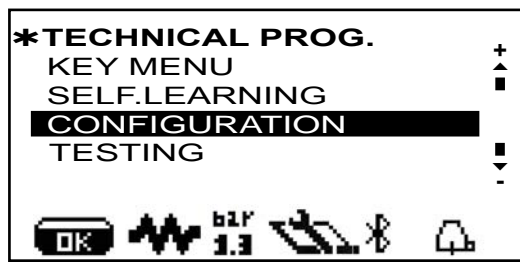 *TECHNICAL PROG.
KEY MENU
SELF.LEARNING
CONFIGURATION
TESTING
+
-
OK
bar
1.3